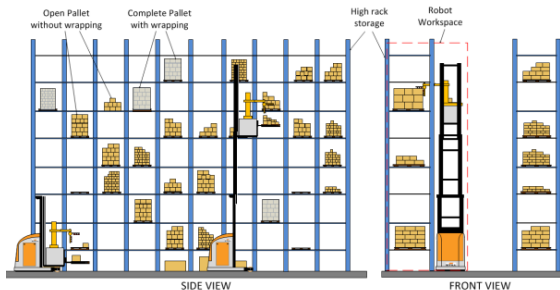 Open Pallet
without wrapping
Complete Pallet
with wrapping
High rack
storage
Robot
Workspace
SIDE VIEW
FRONT VIEW